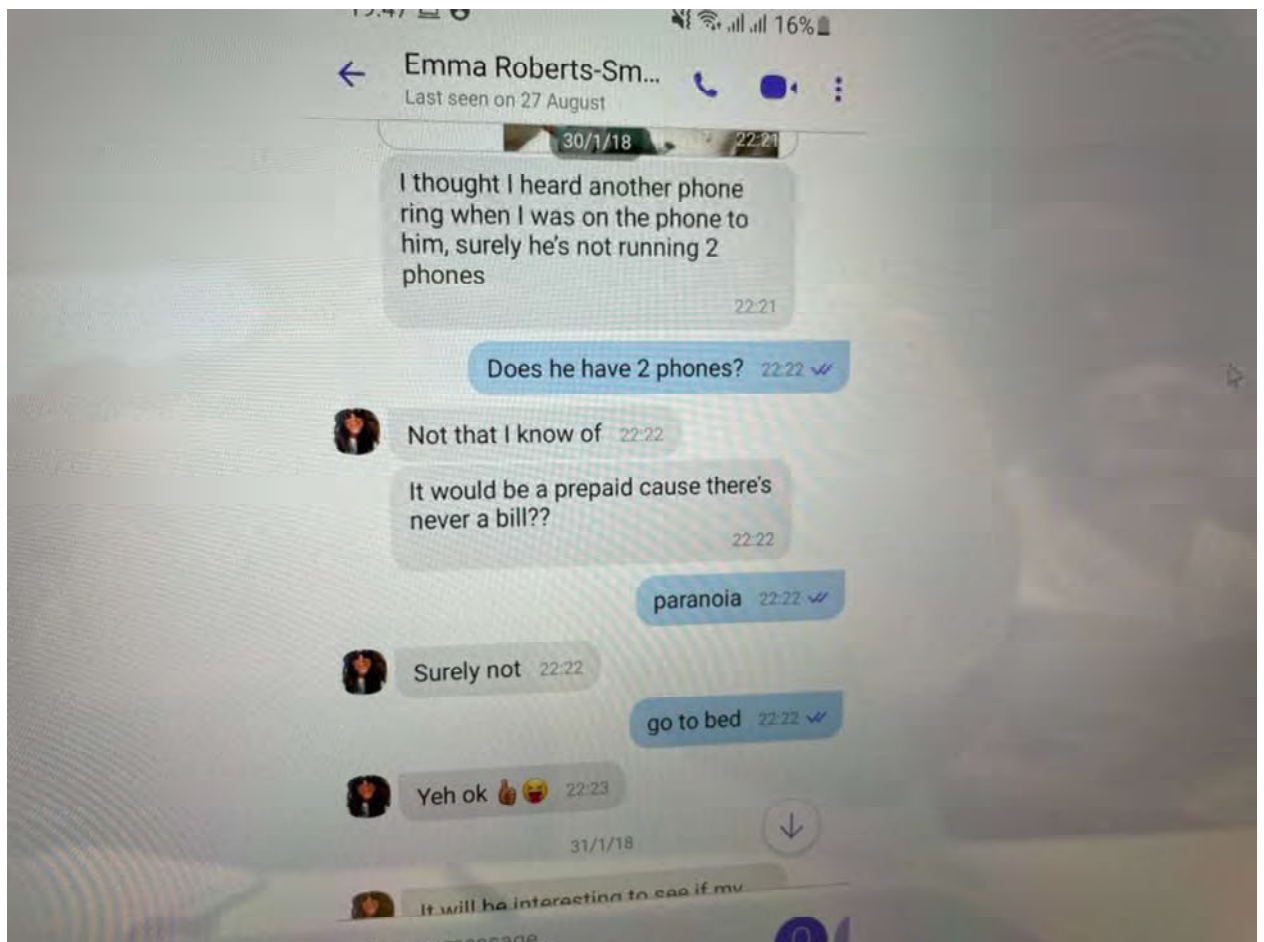 16%
Emma Roberts-Sm...
Last seen on 27 August
30/1/18
22:21
I thought I heard another phone
ring when I was on the phone to
him, surely he's not running 2
phones
22:21
Does he have 2 phones? 22:22
Not that I know of 22:22
It would be a prepaid cause there's
never a bill??
22:22
paranoia 22:22
Surely not 22:22
go to bed 22:22
Yeh ok 👍😝 22:23
31/1/18
It will be interesting to see if my